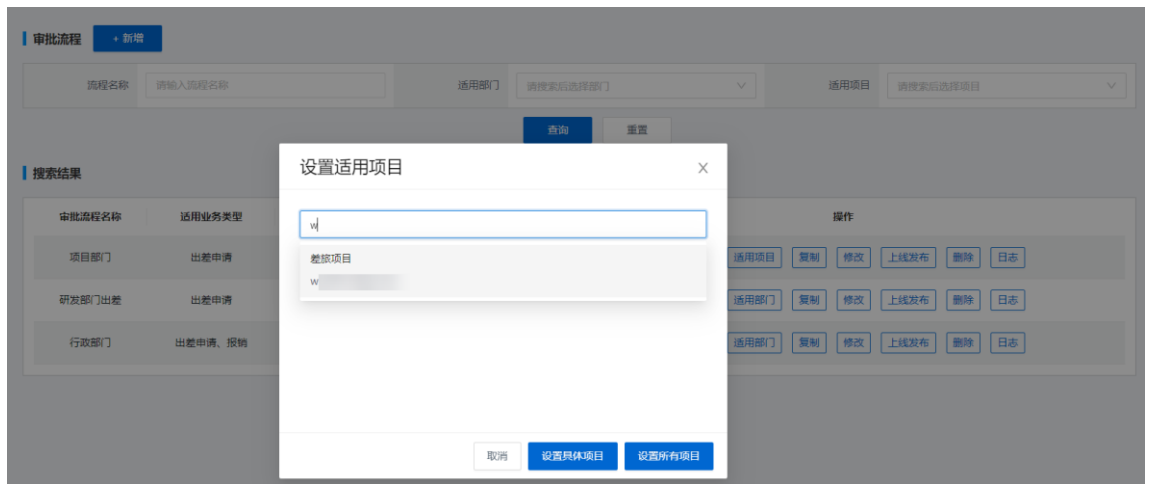 审批流程
+ 新增
流程名称
请输入流程名称
适用部门
请搜索后选择部门
适用项目
请搜索后选择项目
查询
重置
搜索结果
设置适用项目
X
审批流程名称
适用业务类型
操作
w
差旅项目
w
项目部门
出差申请
适用项目
复制
修改
上线发布
删除
日志
研发部门出差
出差申请
适用部门
复制
修改
上线发布
删除
日志
行政部门
出差申请、报销
适用部门
复制
修改
上线发布
删除
日志
取消
设置具体项目
设置所有项目